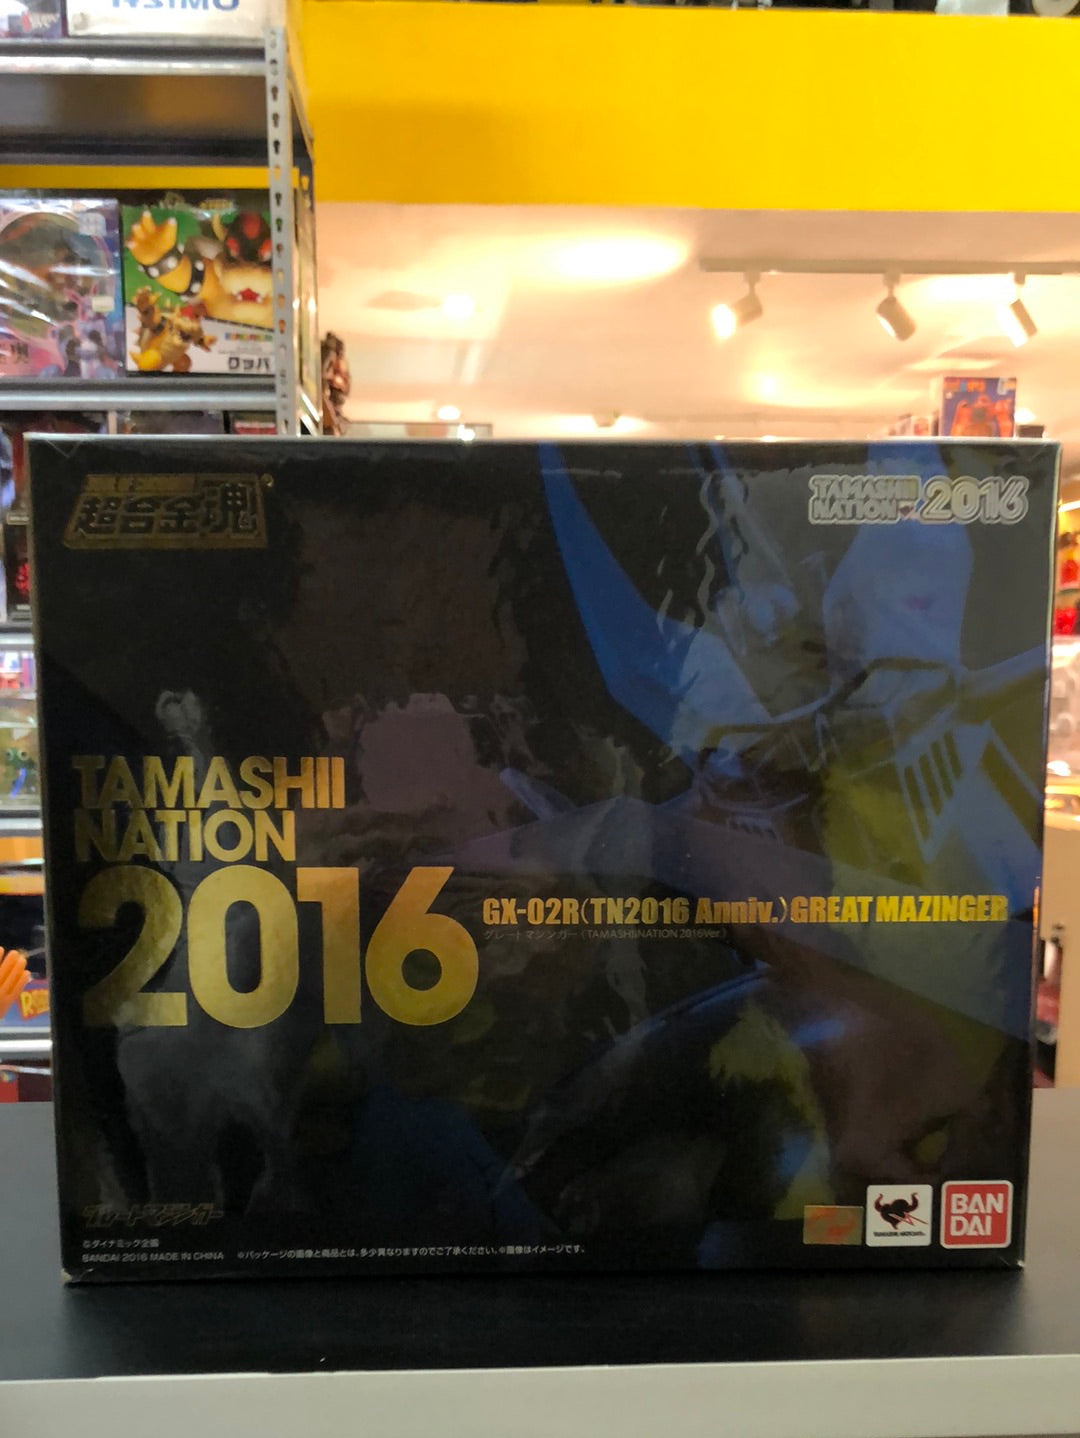 クッパ
超合金魂
TAMASHII
NATION 2016
TAMASHII
NATION
2016
GX-02R(TN2016 Anniv.)GREAT MAZINGER
グレートマジンガー(TAMASHII NATION 2016Ver.)
グレートマジンガー
©ダイナミック企画
BANDAI 2016 MADE IN CHINA ※パッケージの画像と商品とは、多少異なりますのでご了承ください。※画像はイメージです。
BAN
DAI